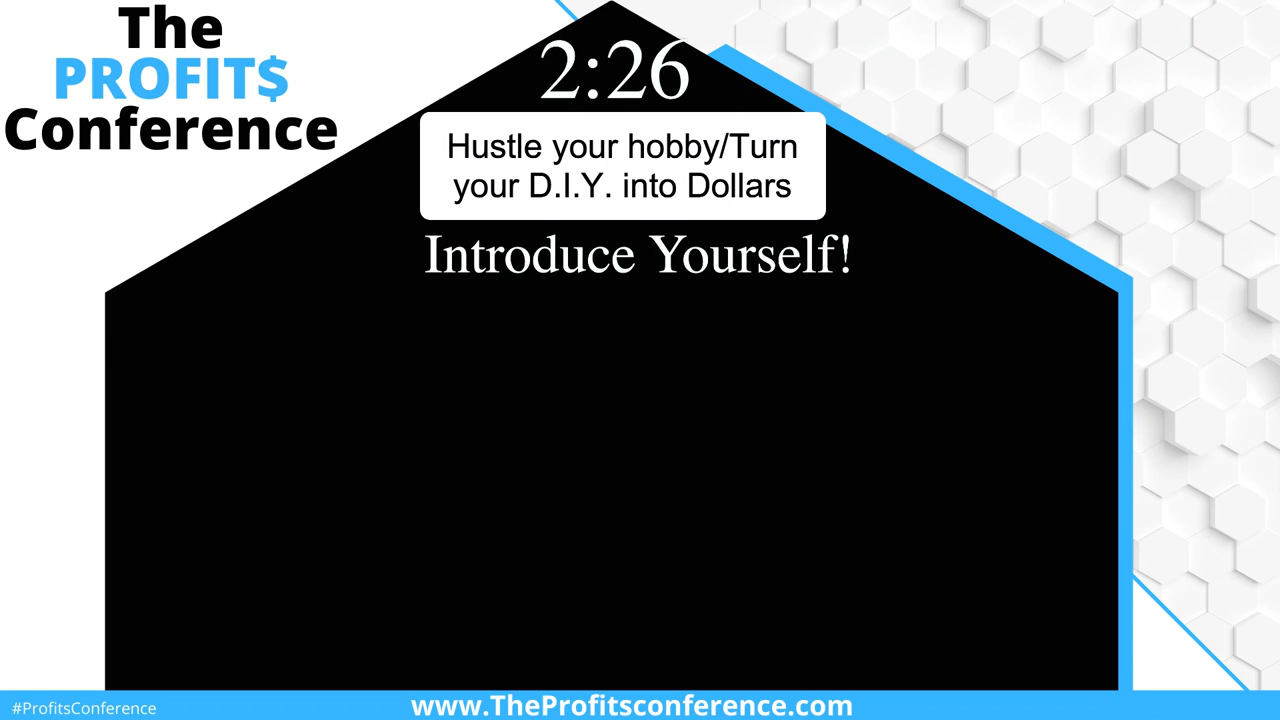 The
PROFIT$
Conference
2:26
Hustle your hobby/Turn
your D.I.Y. into Dollars
Introduce Yourself!
#ProfitsConference
www.TheProfitsconference.com